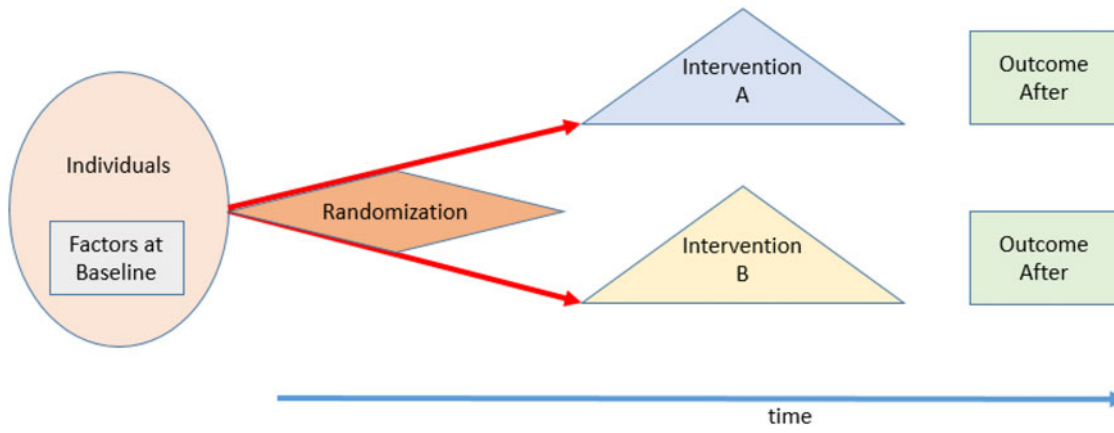 Individuals
Factors at
Baseline
Randomization
Intervention
A
Outcome
After
Intervention
B
Outcome
After
time